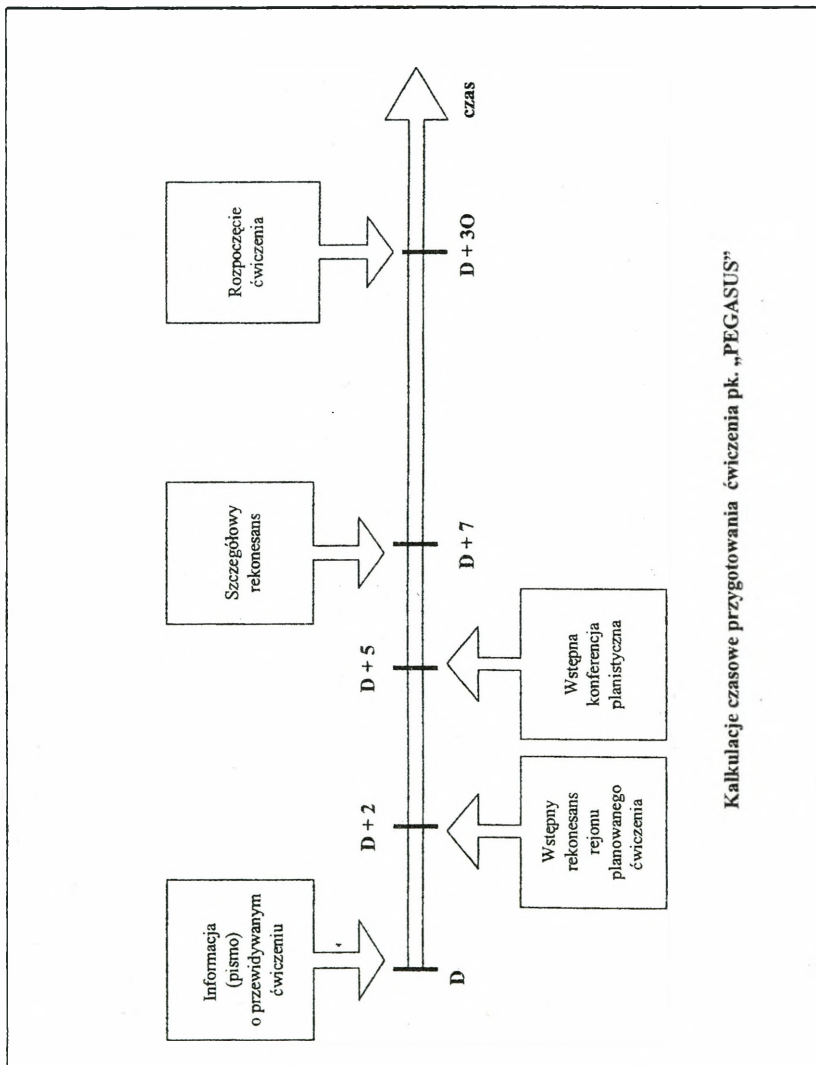 Informacja
(pismo)
o przewidywanym
ćwiczeniu
Szczegółowy
rekonesans
Rozpoczęcie
ćwiczenia
D
D + 2
D + 5
D + 7
D + 3O
czas
Wstępny
rekonesans
rejonu
planowanego
ćwiczenia
Wstępna
konferencja
planistyczna
Kalkulacje czasowe przygotowania ćwiczenia pk. „PEGASUS”